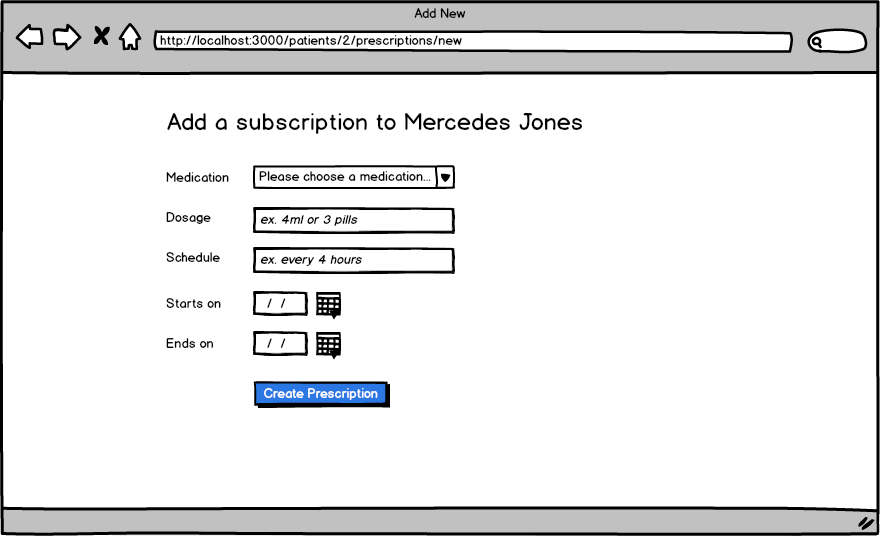 Add New
http://localhost:3000/patients/2/prescriptions/new
Add a subscription to Mercedes Jones
Medication Please choose a medication...
Dosage ex. 4ml or 3 pills
Schedule ex. every 4 hours
Starts on / /
Ends on / /
Create Prescription